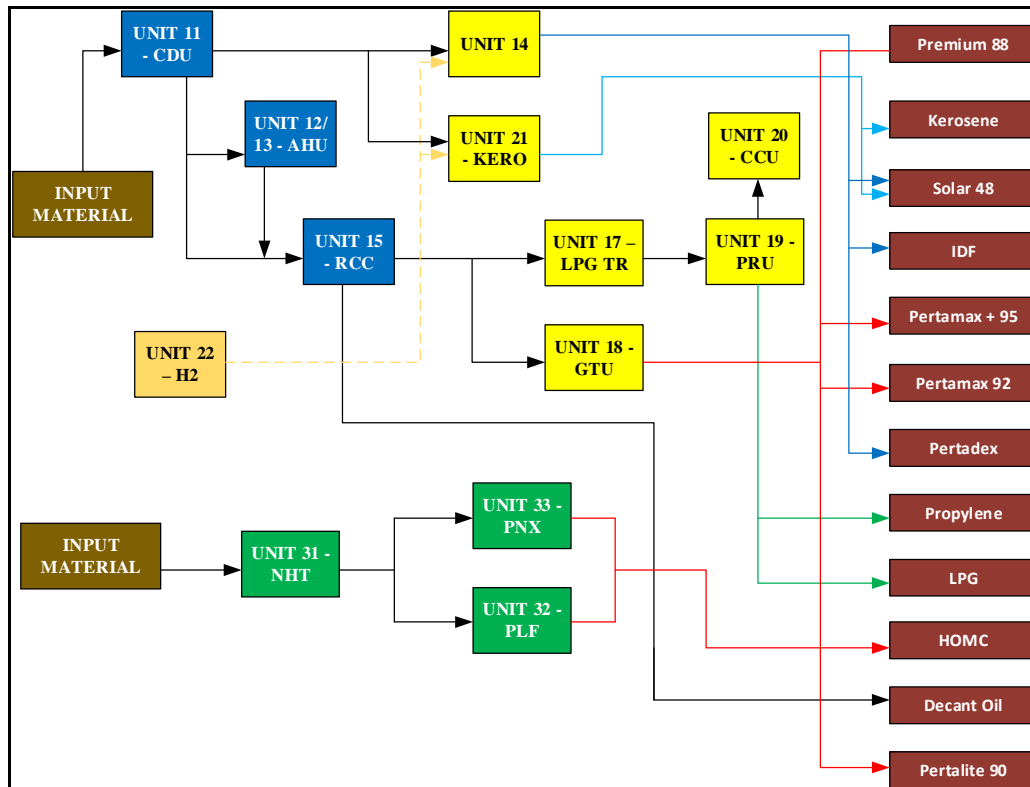 UNIT 11
- CDU
UNIT 14
Premium 88
UNIT 12/
13 - AHU
UNIT 21
- KERO
UNIT 20
- CCU
Kerosene
INPUT
MATERIAL
Solar 48
UNIT 15
- RCC
UNIT 17 –
LPG TR
UNIT 19 -
PRU
IDF
Pertamax + 95
UNIT 22
– H2
UNIT 18 -
GTU
Pertamax 92
Pertadex
UNIT 33 -
PNX
Propylene
INPUT
MATERIAL
UNIT 31 -
NHT
LPG
UNIT 32 -
PLF
HOMC
Decant Oil
Pertalite 90